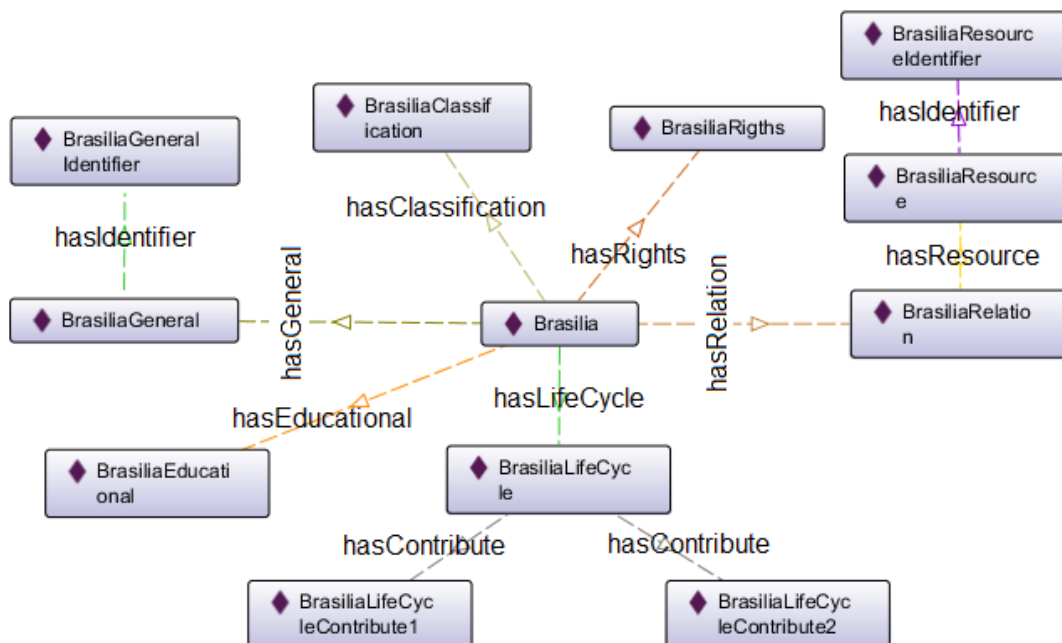 BrasiliaResourc
eIdentifier
hasIdentifier
BrasiliaClassif
ication
BrasiliaRigths
BrasiliaGeneral
Identifier
BrasiliaResourc
e
hasClassification
hasIdentifier
hasRights
hasResource
BrasiliaGeneral
hasGeneral
Brasilia
hasRelation
BrasiliaRelatio
n
hasEducational
hasLifeCycle
BrasiliaEducati
onal
BrasiliaLifeCyc
le
hasContribute
hasContribute
BrasiliaLifeCyc
leContribute1
BrasiliaLifeCyc
leContribute2